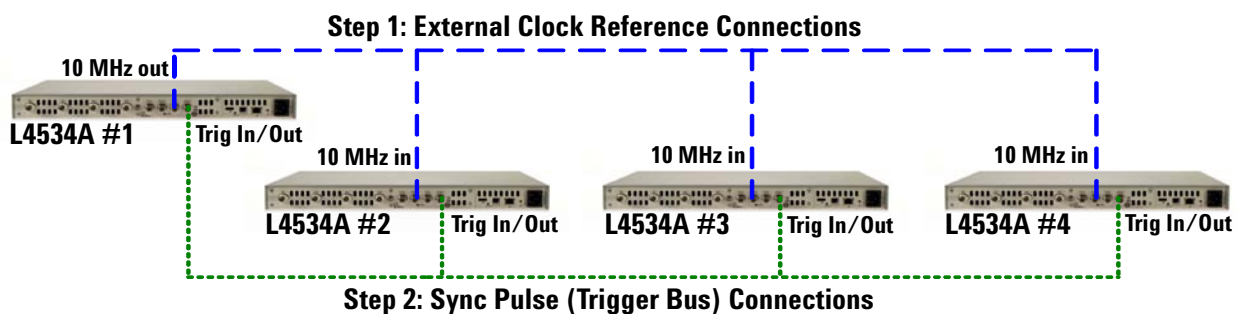 Step 1: External Clock Reference Connections
10 MHz out
L4534A #1
Trig In/Out
10 MHz in
10 MHz in
10 MHz in
L4534A #2
Trig In/Out
L4534A #3
Trig In/Out
L4534A #4
Trig In/Out
Step 2: Sync Pulse (Trigger Bus) Connections